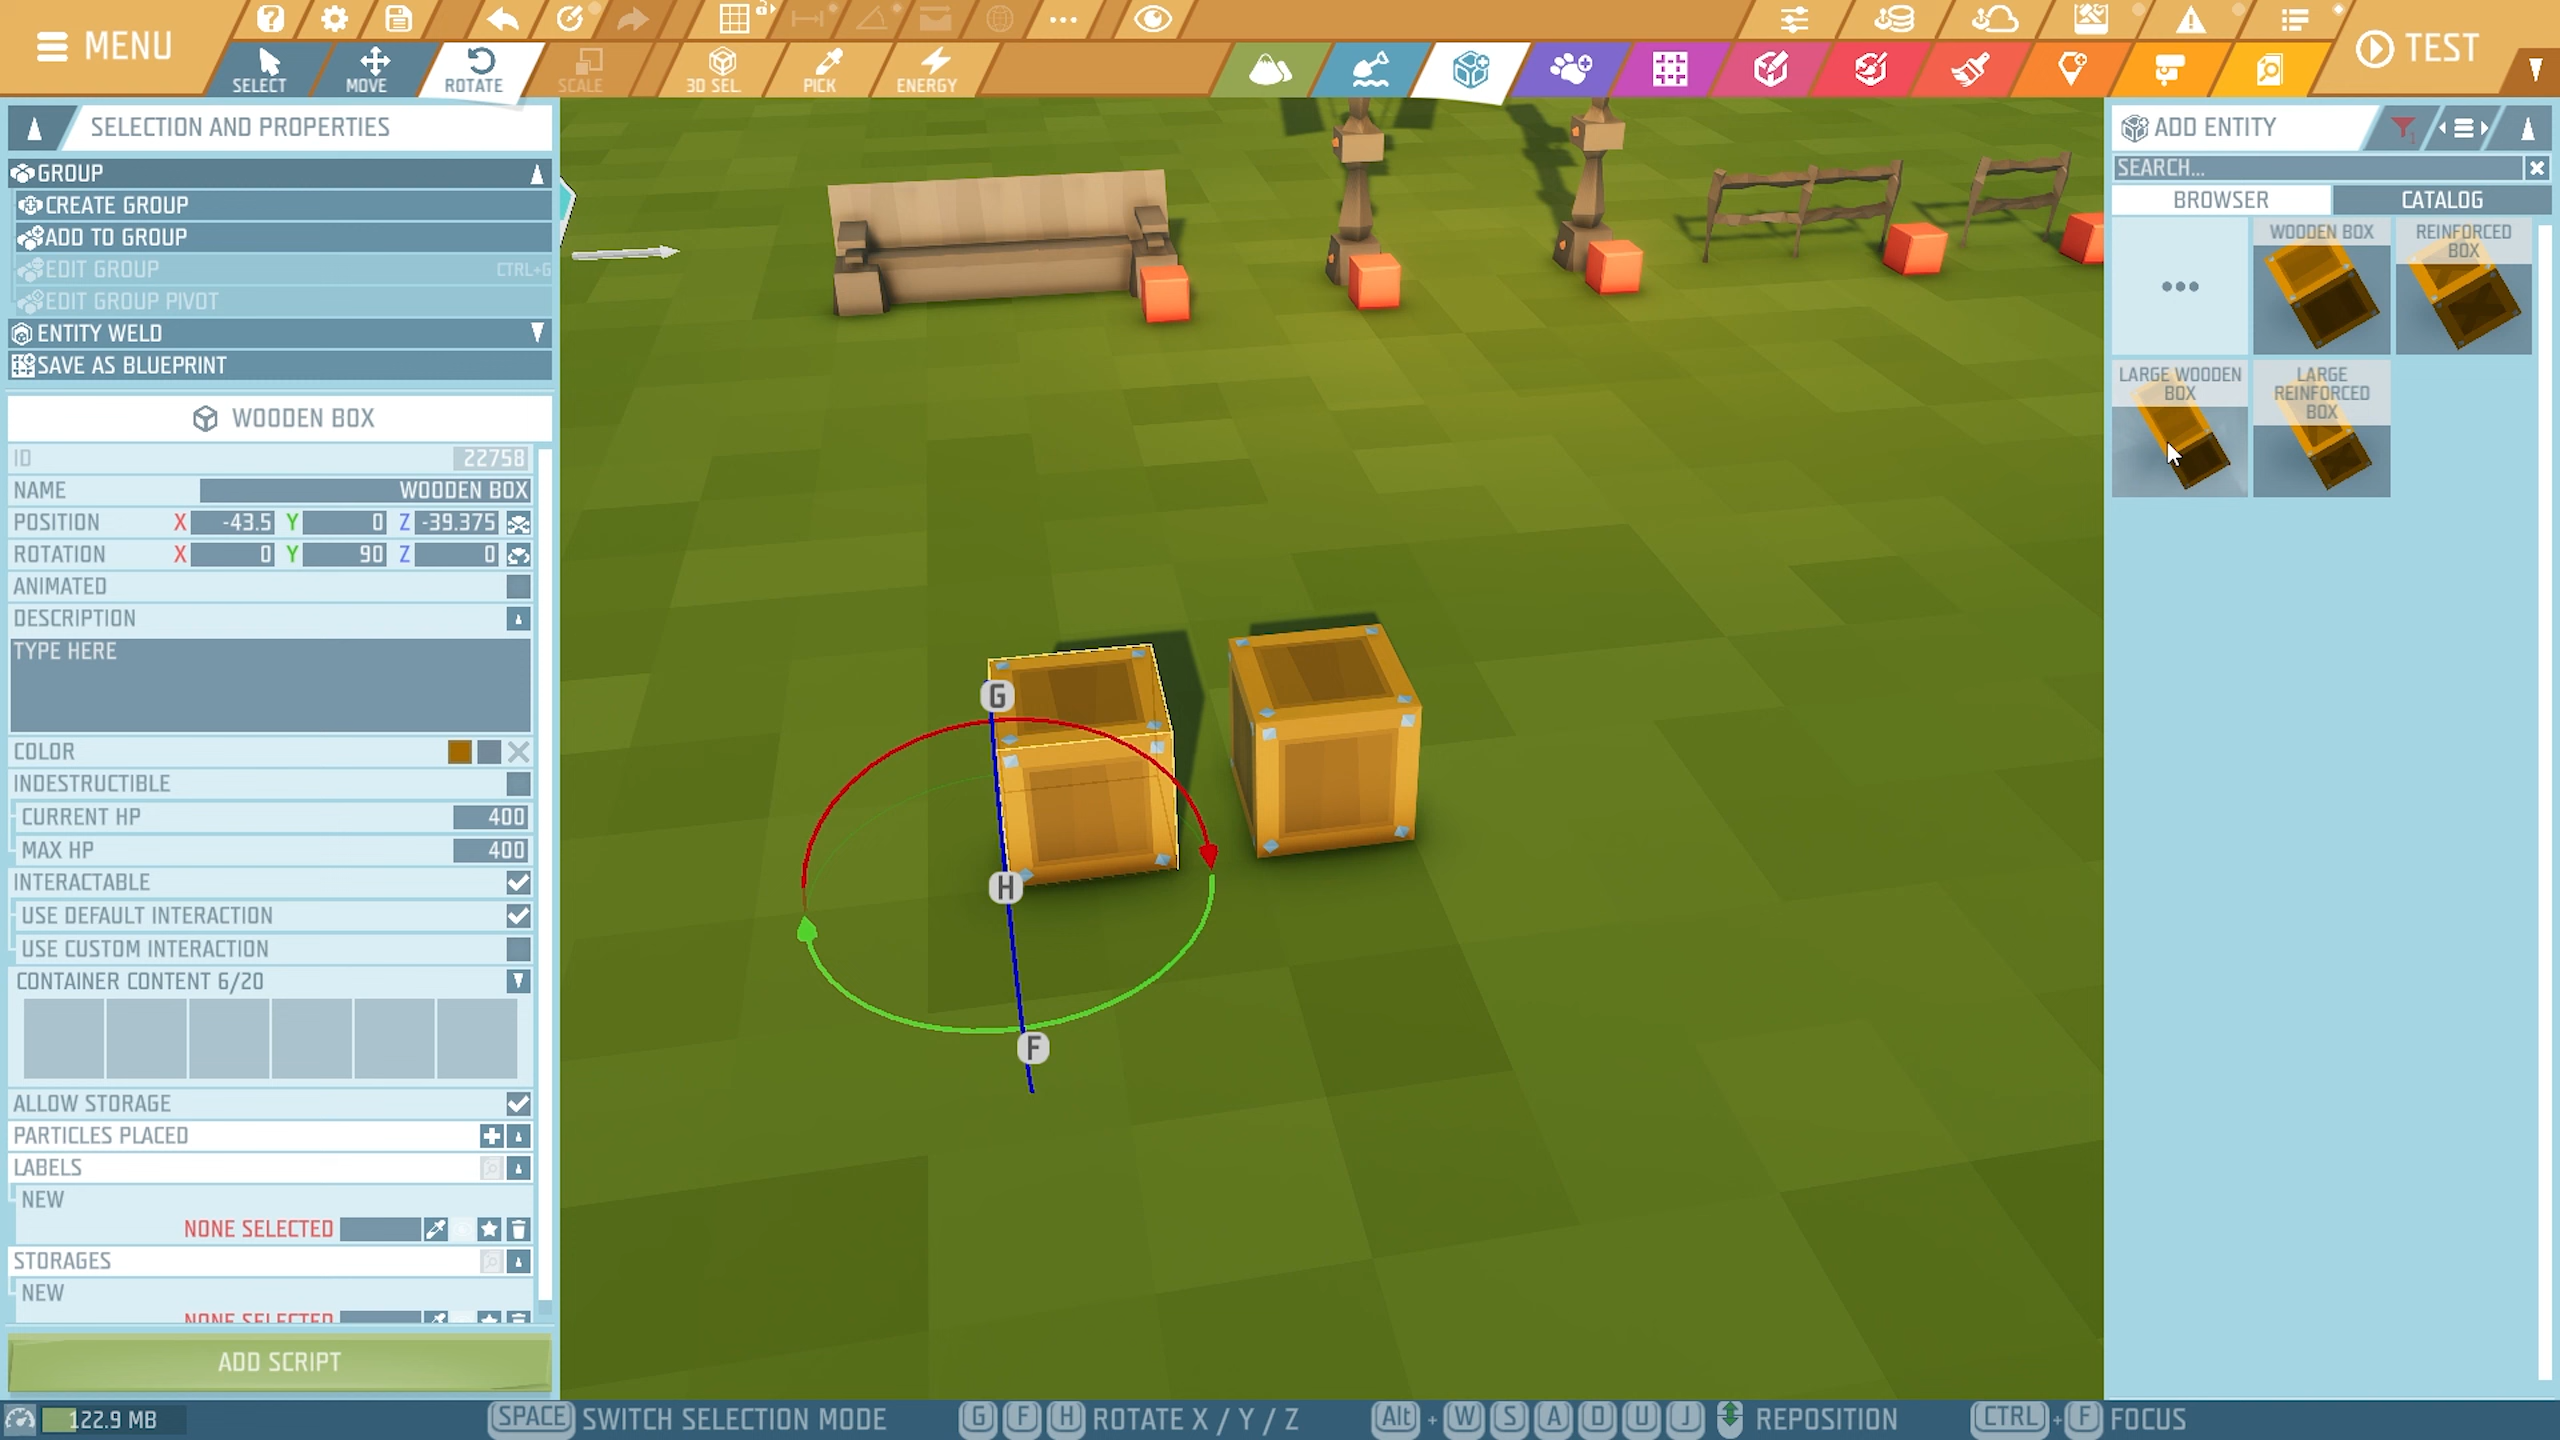 MENU
SELECT
MOVE
ROTATE
SCALE
3D SEL.
PICK
ENERGY
TEST
SELECTION AND PROPERTIES
GROUP
CREATE GROUP
ADD TO GROUP
EDIT GROUP CTRL+G
EDIT GROUP PIVOT
ENTITY WELD
SAVE AS BLUEPRINT
WOODEN BOX
ID 22758
NAME WOODEN BOX
POSITION X -43.5 Y 0 Z -39.375
ROTATION X 0 Y 90 Z 0
ANIMATED
DESCRIPTION
TYPE HERE
COLOR
INDESTRUCTIBLE
CURRENT HP 400
MAX HP 400
INTERACTABLE
USE DEFAULT INTERACTION
USE CUSTOM INTERACTION
CONTAINER CONTENT 6/20
ALLOW STORAGE
PARTICLES PLACED
LABELS
NEW
NONE SELECTED
STORAGES
NEW
NONE SELECTED
ADD SCRIPT
G
H
F
ADD ENTITY
1
SEARCH...
BROWSER CATALOG
WOODEN BOX
REINFORCED
BOX
LARGE WOODEN
BOX
LARGE
REINFORCED
BOX
122.9 MB
SPACE SWITCH SELECTION MODE
G F H ROTATE X / Y / Z
Alt + W S A D U J REPOSITION
CTRL + F FOCUS